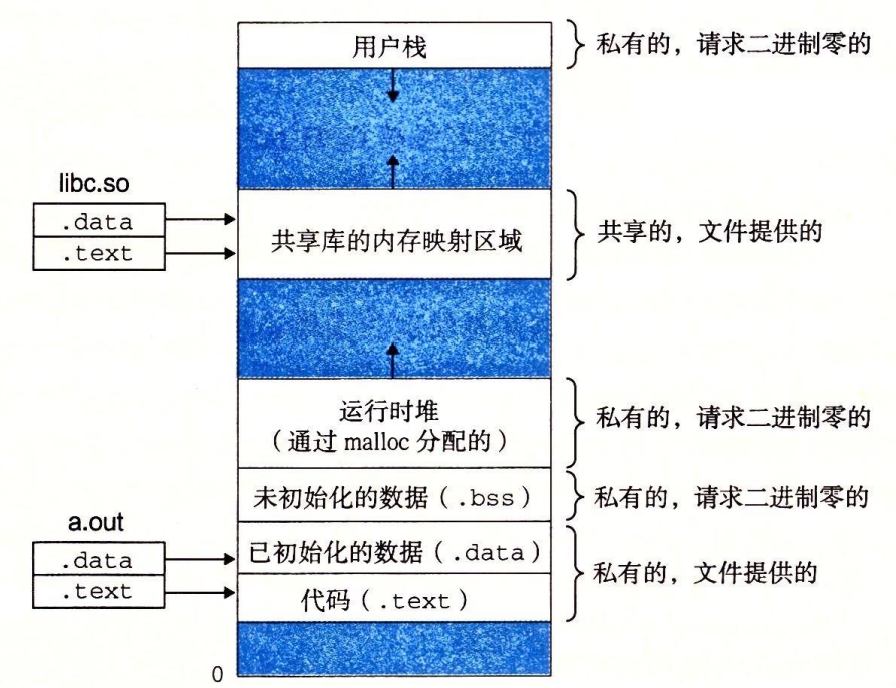 用户栈
私有的，请求二进制零的
libc.so
.data
.text
共享库的内存映射区域
共享的，文件提供的
运行时堆
（通过 malloc 分配的）
私有的，请求二进制零的
未初始化的数据（.bss）
私有的，请求二进制零的
a.out
.data
.text
已初始化的数据（.data）
代码（.text）
私有的，文件提供的
0